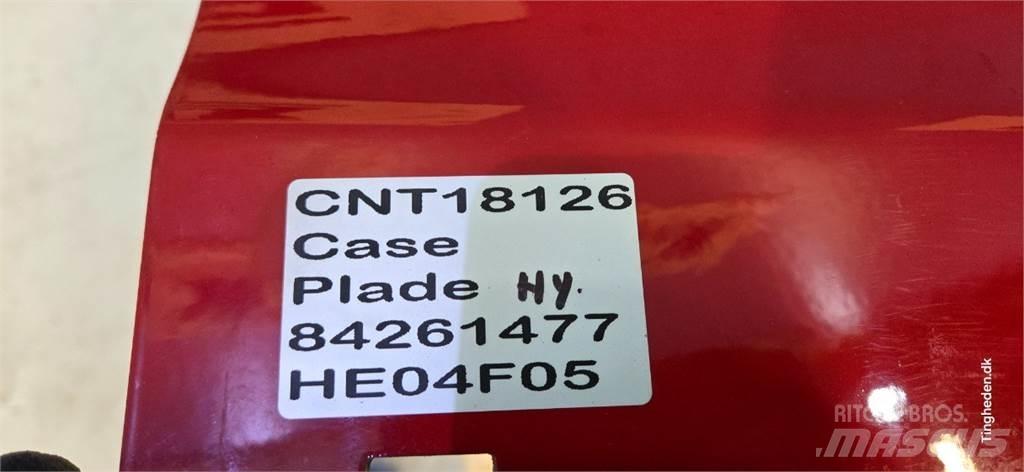 CNT18126
Case
Plade Ny.
84261477
HE04F05
Tingheden.dk
RITCHIE BROS.
MASCUS